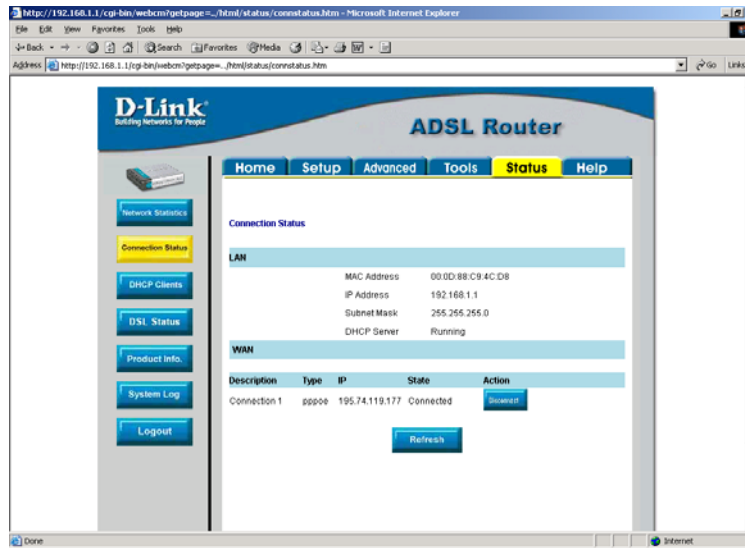 http://192.168.1.1/cgi-bin/webcm?getpage=../html/status/connstatus.htm - Microsoft Internet Explorer
File Edit View Favorites Tools Help
Back Search Favorites Media
Address http://192.168.1.1/cgi-bin/webcm?getpage=../html/status/connstatus.htm Go Links
D-Link
Building Networks for People
ADSL Router
Home Setup Advanced Tools Status Help
Network Statistics
Connection Status
DHCP Clients
DSL Status
Product Info.
System Log
Logout
Connection Status
LAN
MAC Address 00:0D:88:C9:4C:D8
IP Address 192.168.1.1
Subnet Mask 255.255.255.0
DHCP Server Running
WAN
Description Type IP State Action
Connection 1 pppoe 195.74.119.177 Connected Disconnect
Refresh
Done Internet